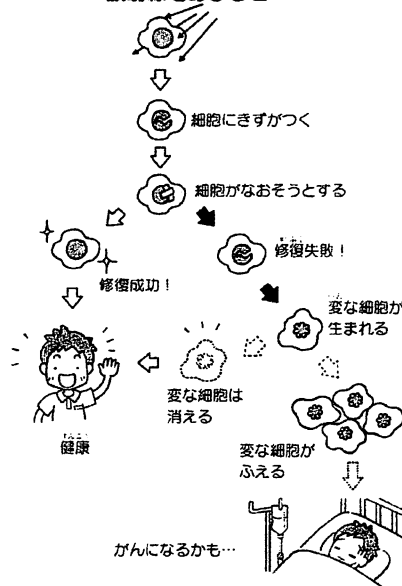 細胞にきずがつく
細胞がなおそうとする
修復失敗！
修復成功！
変な細胞が
生まれる
変な細胞は
消える
健康
変な細胞が
ふえる
がんになるかも…